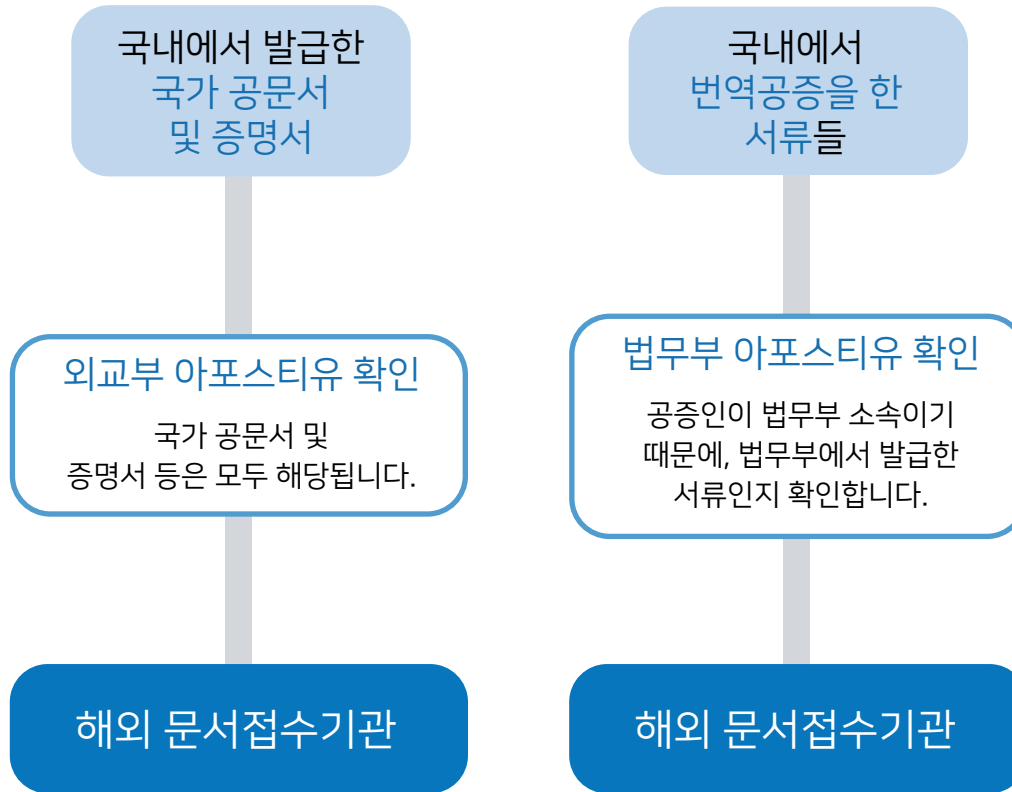 국내에서 발급한
국가 공문서
및 증명서
외교부 아포스티유 확인
국가 공문서 및
증명서 등은 모두 해당됩니다.
해외 문서접수기관
국내에서
번역공증을 한
서류들
법무부 아포스티유 확인
공증인이 법무부 소속이기
때문에, 법무부에서 발급한
서류인지 확인합니다.
해외 문서접수기관